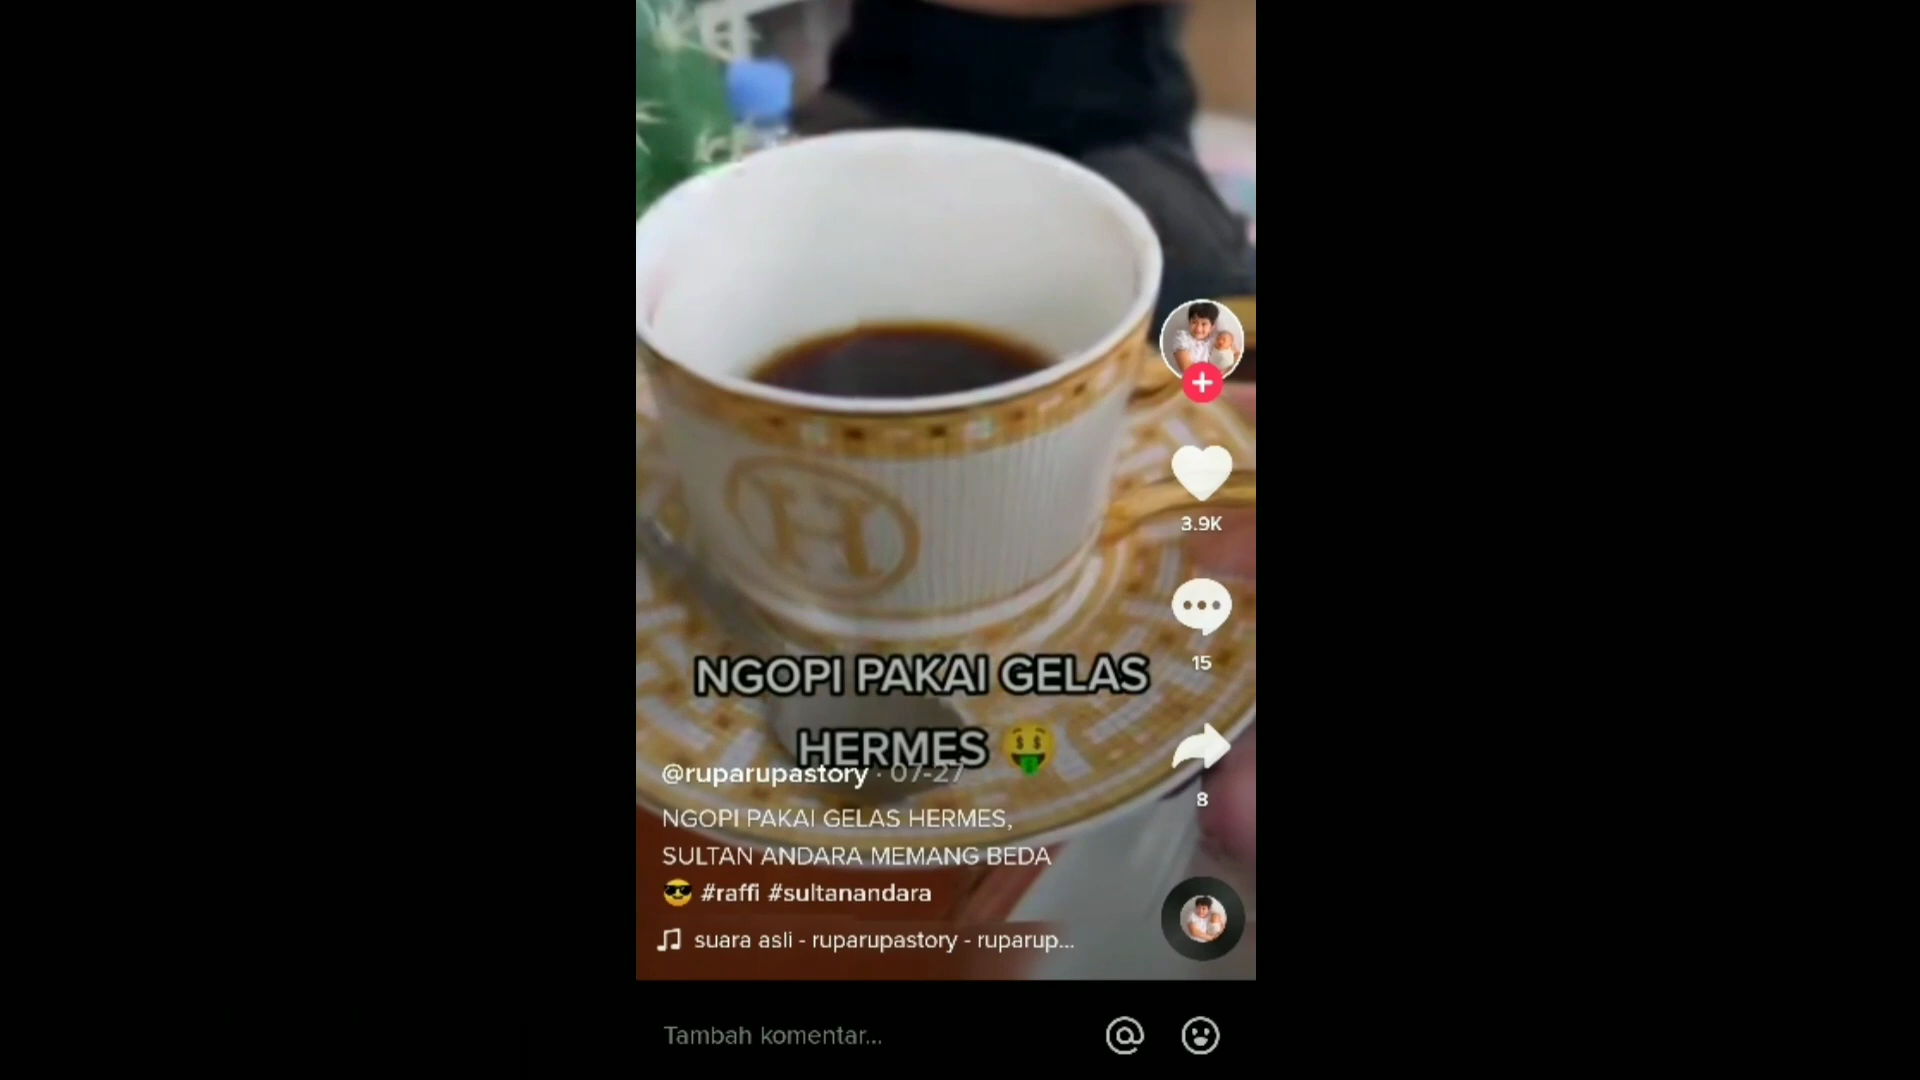 H
NGOPI PAKAI GELAS
HERMES 🤑
@ruparupastory · 07-27
NGOPI PAKAI GELAS HERMES,
SULTAN ANDARA MEMANG BEDA
😎 #raffi #sultanandara
suara asli - ruparupastory - ruparup...
3.9K
15
8
Tambah komentar...